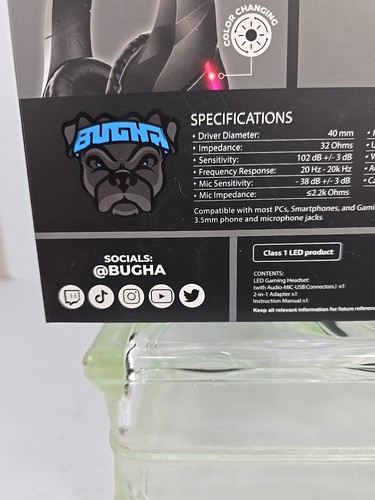 COLOR CHANGING
BUGHA
SPECIFICATIONS
• Driver Diameter: 40 mm
• Impedance: 32 Ohms
• Sensitivity: 102 dB +/- 3 dB
• Frequency Response: 20 Hz - 20k Hz
• Mic Sensitivity: - 38 dB +/- 3 dB
• Mic Impedance: ≤2.2k Ohms
Compatible with most PCs, Smartphones, and Gami
3.5mm phone and microphone jacks
SOCIALS:
@BUGHA
Class 1 LED product
CONTENTS:
LED Gaming Headset
(with Audio-MIC-USB Connectors) x1
2-in-1 Adapter x1
Instruction Manual x1
Keep all relevant information for future reference